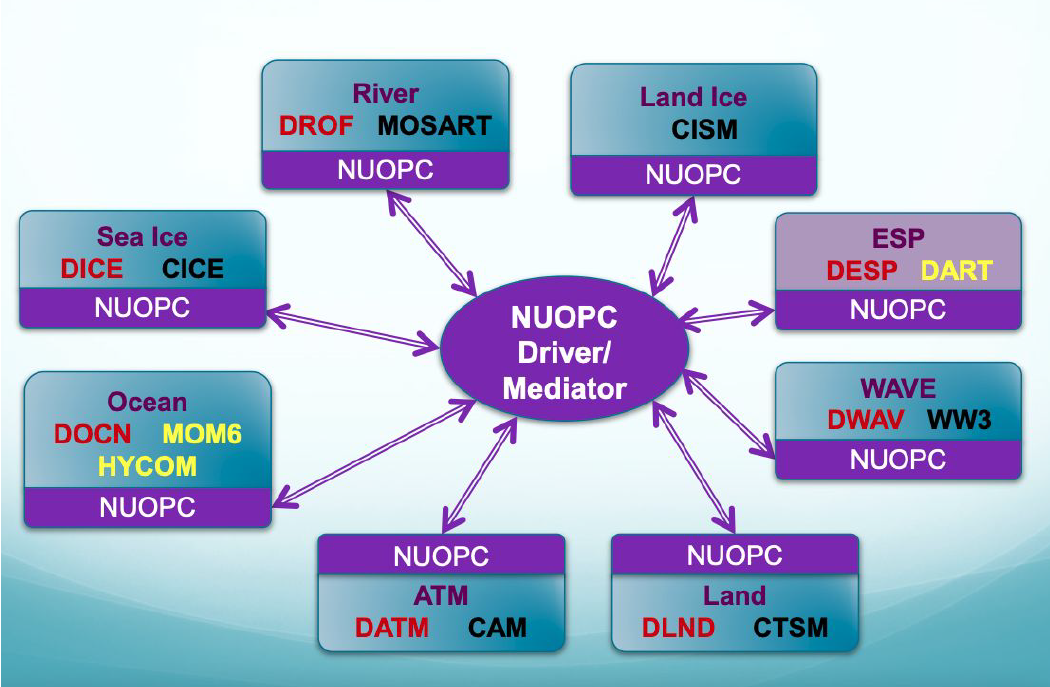 River
DROF MOSART
NUOPC
Land Ice
CISM
NUOPC
Sea Ice
DICE CICE
NUOPC
ESP
DESP DART
NUOPC
NUOPC
Driver/
Mediator
Ocean
DOCN MOM6
HYCOM
NUOPC
WAVE
DWAV WW3
NUOPC
NUOPC
ATM
DATM CAM
NUOPC
Land
DLND CTSM